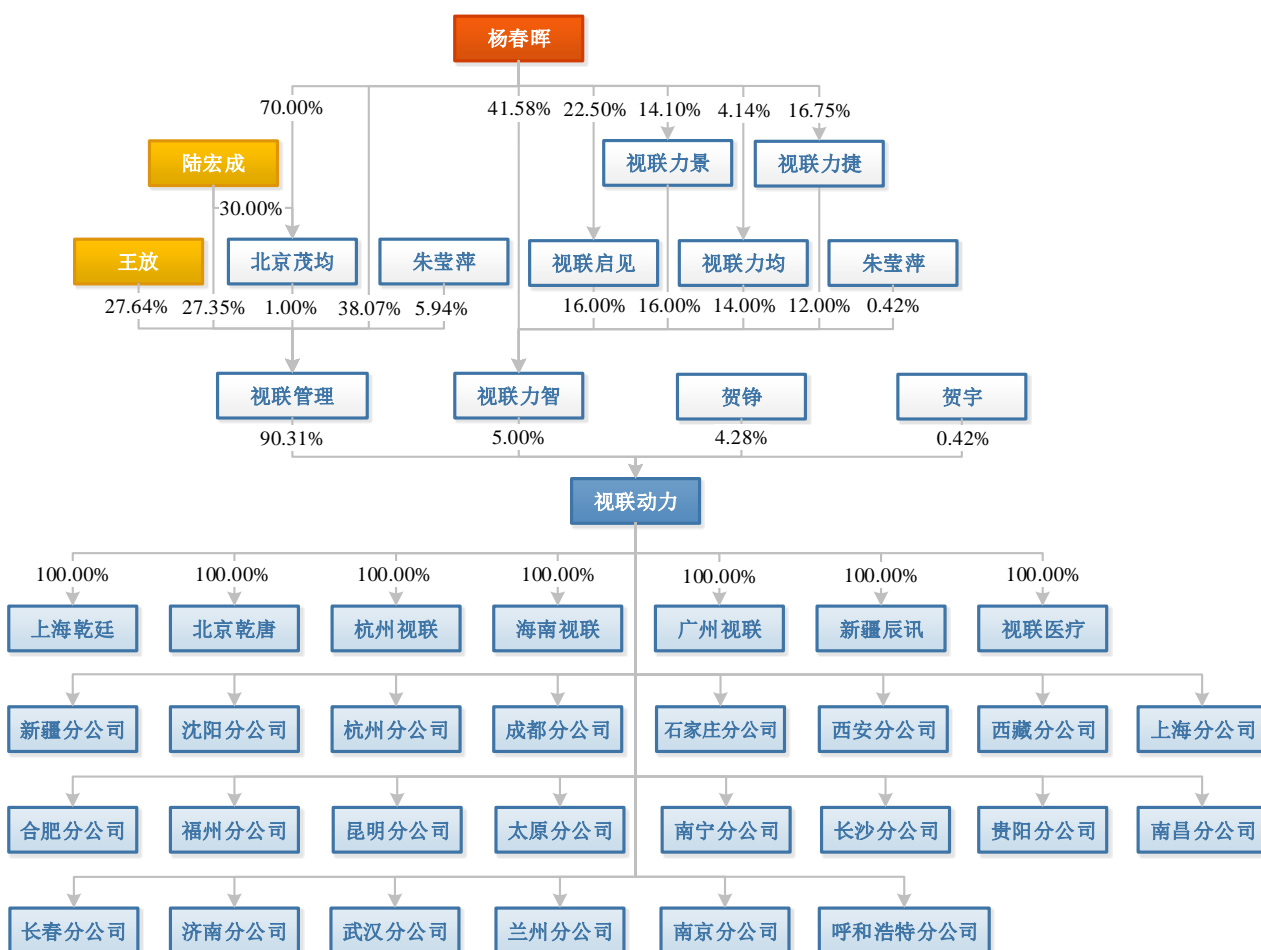 杨春晖
70.00%
41.58%
22.50%
14.10%
4.14%
16.75%
陆宏成
视联力景
视联力捷
30.00%
王放
北京茂均
朱莹萍
视联启见
视联力均
朱莹萍
27.64%
27.35%
1.00%
38.07%
5.94%
16.00%
16.00%
14.00%
12.00%
0.42%
视联管理
视联力智
贺铮
贺宇
90.31%
5.00%
4.28%
0.42%
视联动力
100.00%
100.00%
100.00%
100.00%
100.00%
100.00%
100.00%
上海乾廷
北京乾唐
杭州视联
海南视联
广州视联
新疆辰讯
视联医疗
新疆分公司
沈阳分公司
杭州分公司
成都分公司
石家庄分公司
西安分公司
西藏分公司
上海分公司
合肥分公司
福州分公司
昆明分公司
太原分公司
南宁分公司
长沙分公司
贵阳分公司
南昌分公司
长春分公司
济南分公司
武汉分公司
兰州分公司
南京分公司
呼和浩特分公司